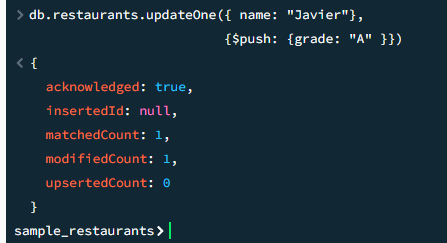 > db.restaurants.updateOne({ name: "Javier"},
{$push: {grade: "A" }})
< {
acknowledged: true,
insertedId: null,
matchedCount: 1,
modifiedCount: 1,
upsertedCount: 0
}
sample_restaurants>